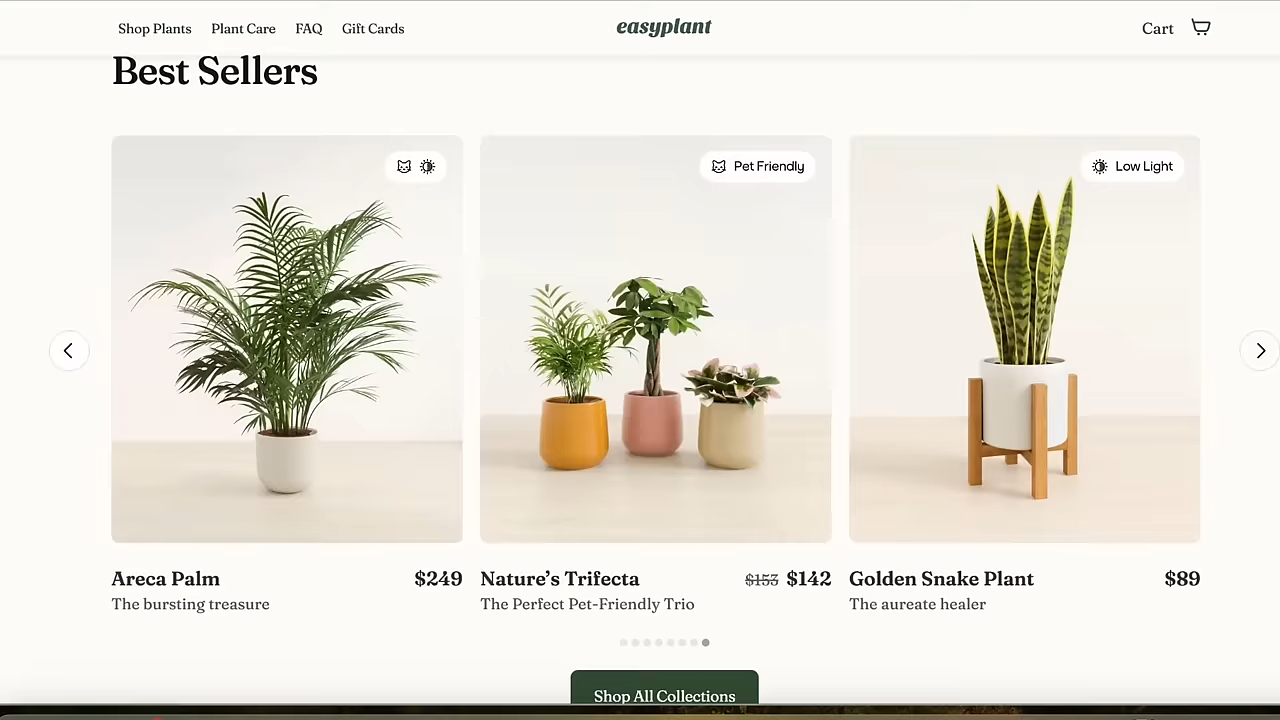 Shop Plants Plant Care FAQ Gift Cards easyplant Cart
Best Sellers
Pet Friendly
Low Light
Areca Palm $249
The bursting treasure
Nature’s Trifecta $153 $142
The Perfect Pet-Friendly Trio
Golden Snake Plant $89
The aureate healer
Shop All Collections